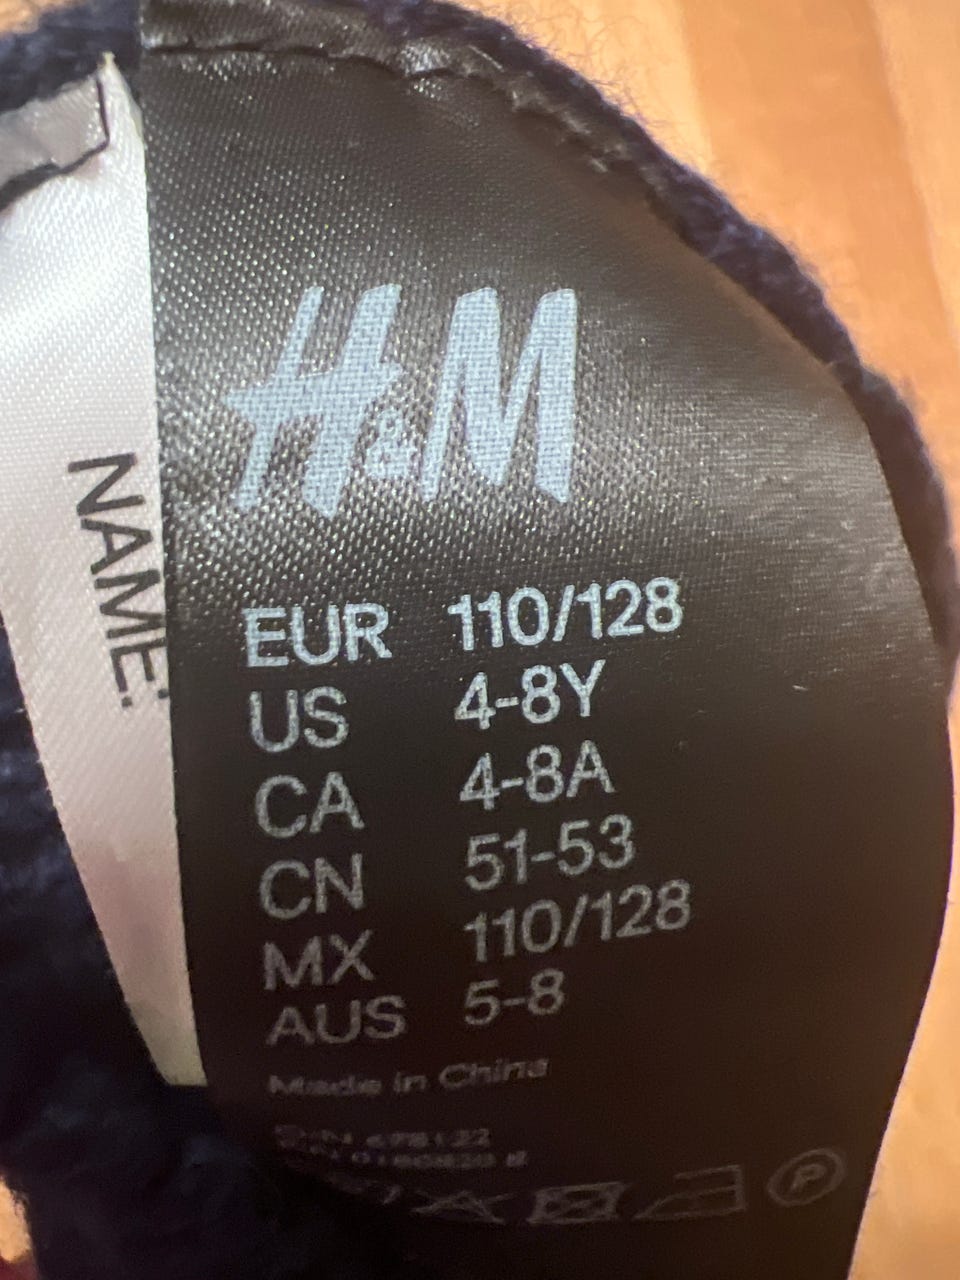 NAME:
H&M
EUR 110/128
US 4-8Y
CA 4-8A
CN 51-53
MX 110/128
AUS 5-8
Made in China